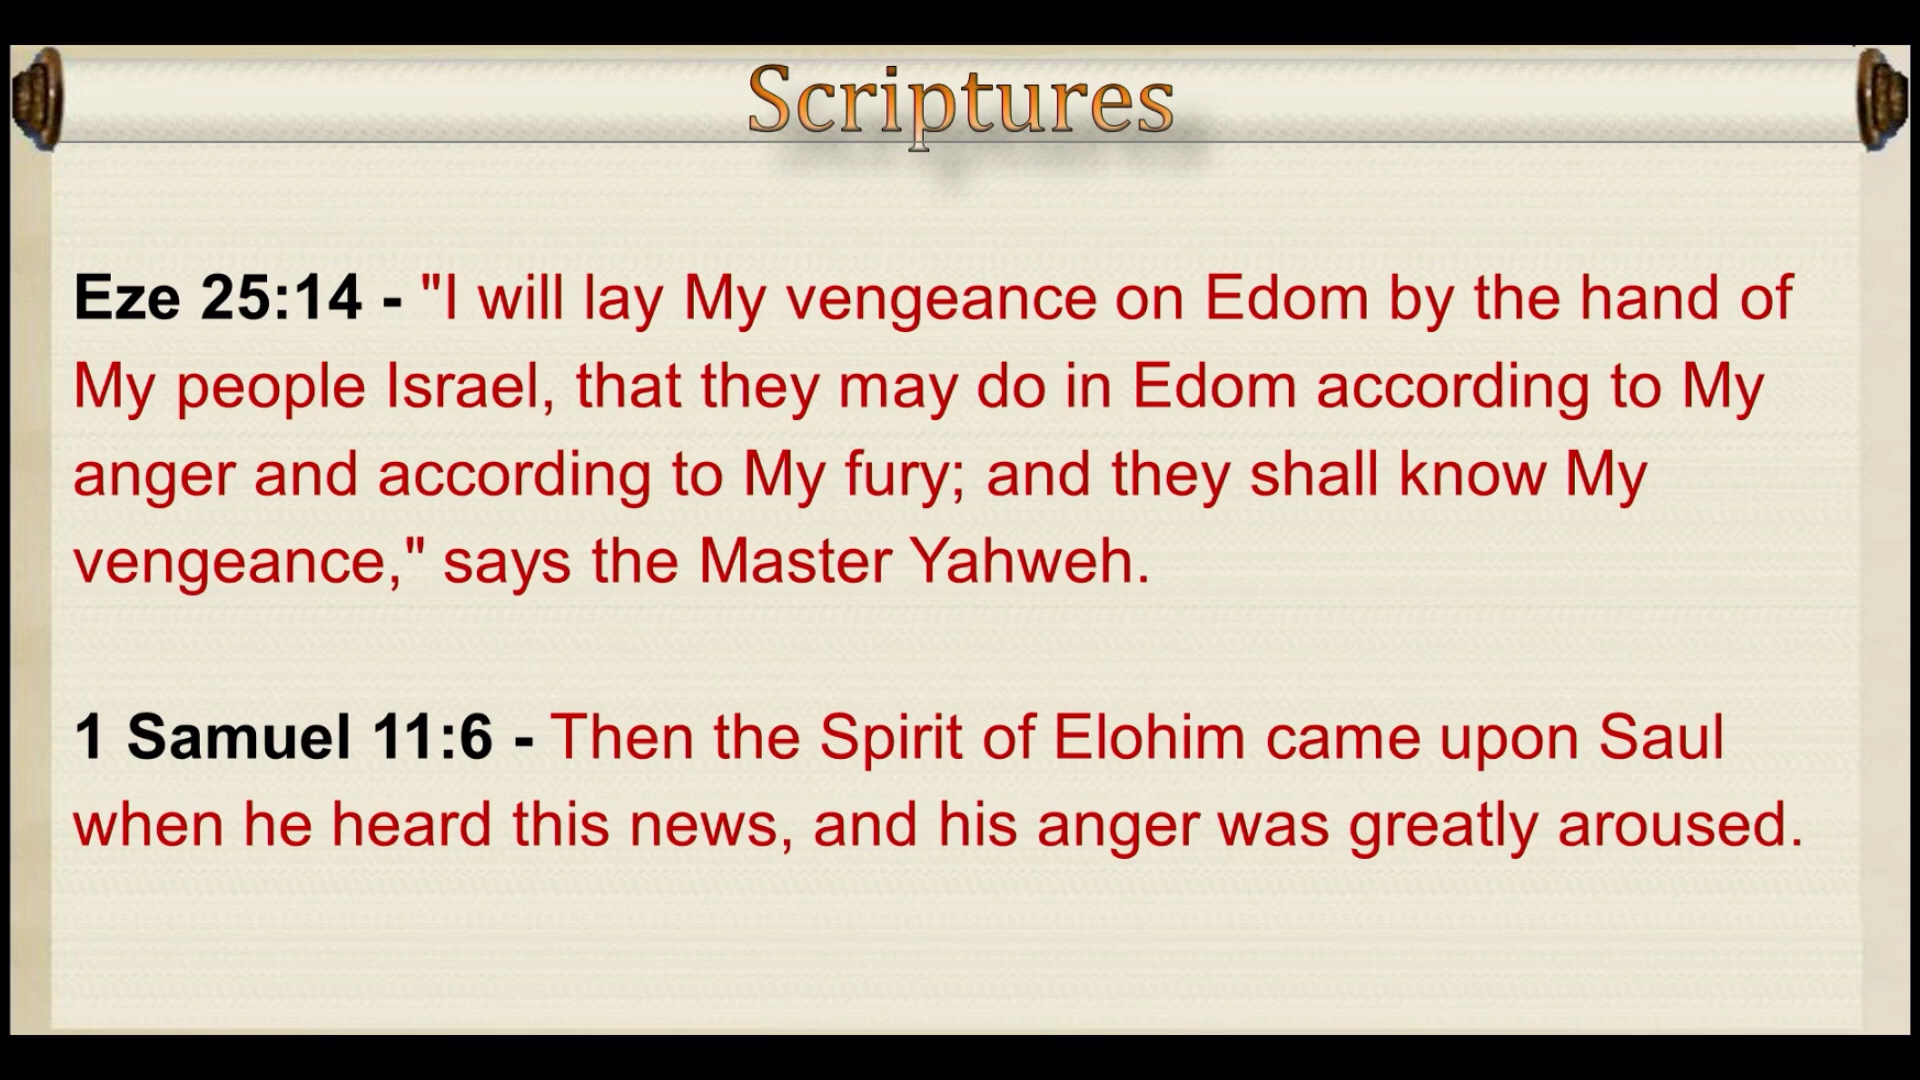 Scriptures
Eze 25:14 - "I will lay My vengeance on Edom by the hand of
My people Israel, that they may do in Edom according to My
anger and according to My fury; and they shall know My
vengeance," says the Master Yahweh.
1 Samuel 11:6 - Then the Spirit of Elohim came upon Saul
when he heard this news, and his anger was greatly aroused.